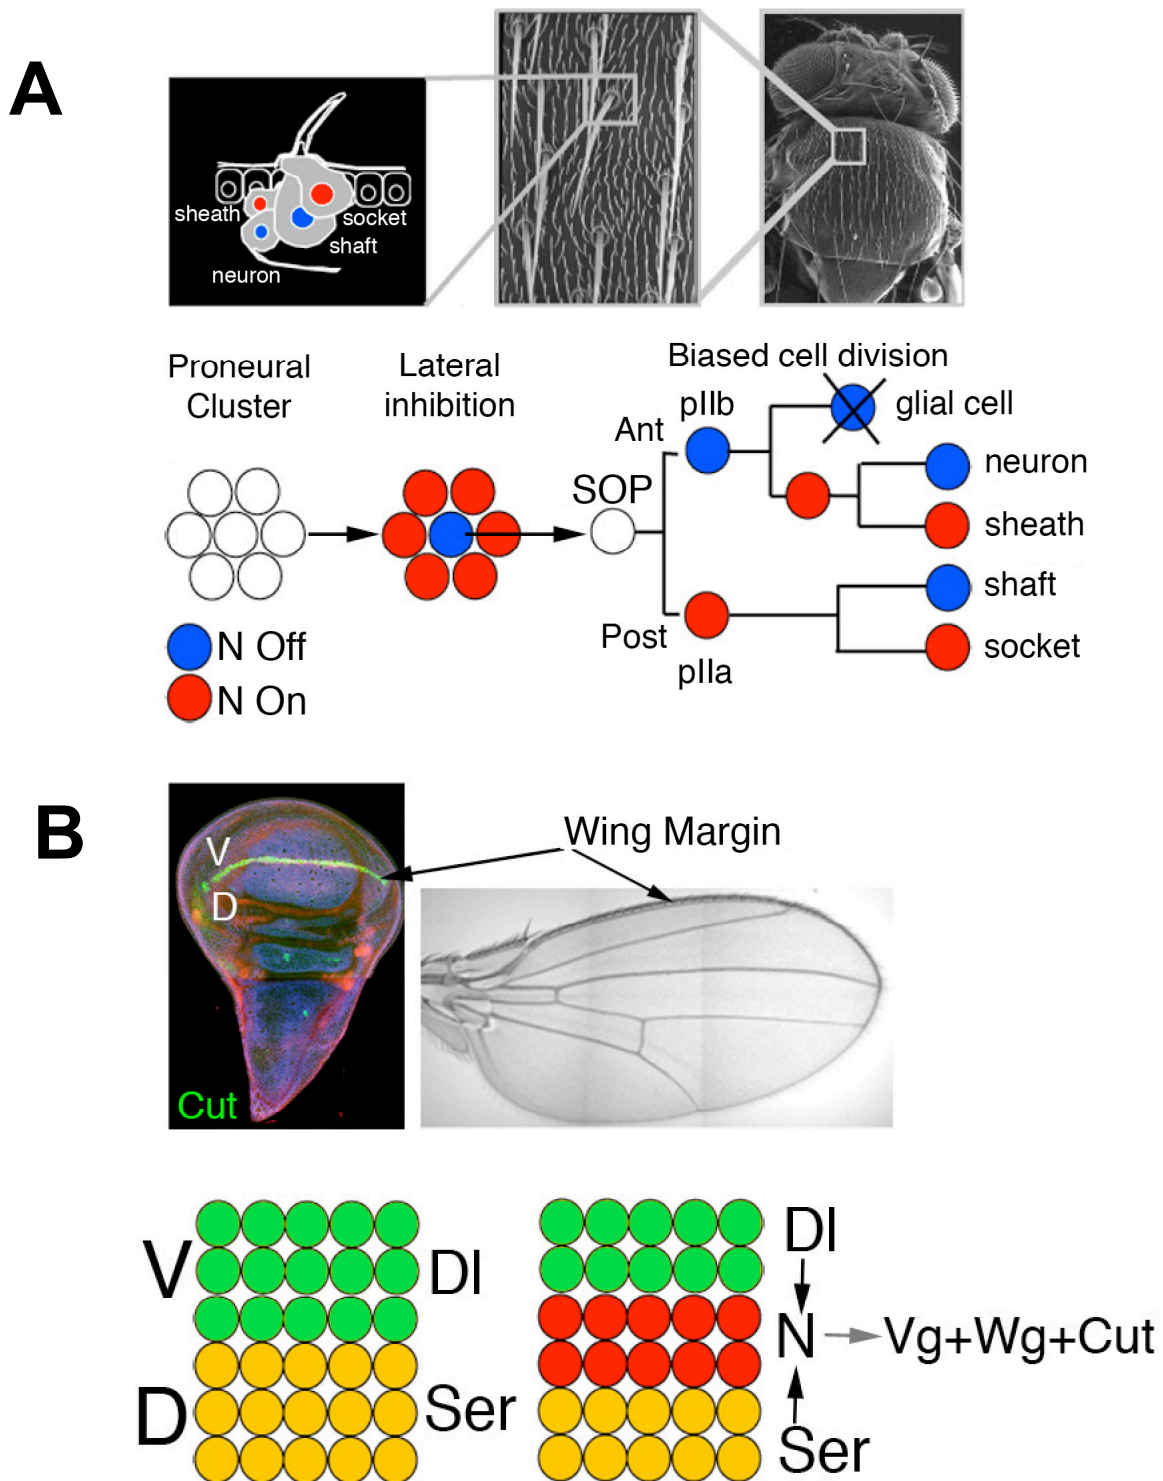 A
sheath
socket
shaft
neuron
Proneural
Cluster
Lateral
inhibition
Biased cell division
pIIb
glial cell
Ant
neuron
SOP
sheath
shaft
Post
socket
pIIa
N Off
N On
B
V
D
Cut
Wing Margin
V
Dl
D
Ser
Dl
N
Vg+Wg+Cut
Ser